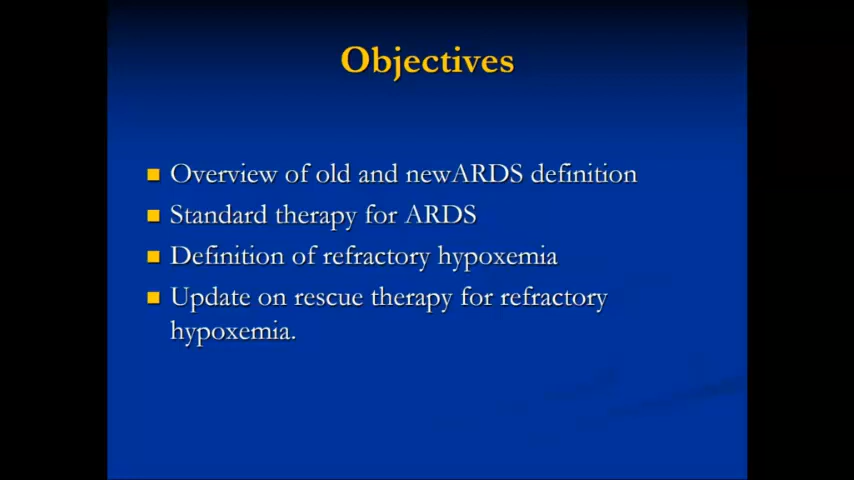 Objectives
Overview of old and newARDS definition
Standard therapy for ARDS
Definition of refractory hypoxemia
Update on rescue therapy for refractory
hypoxemia.